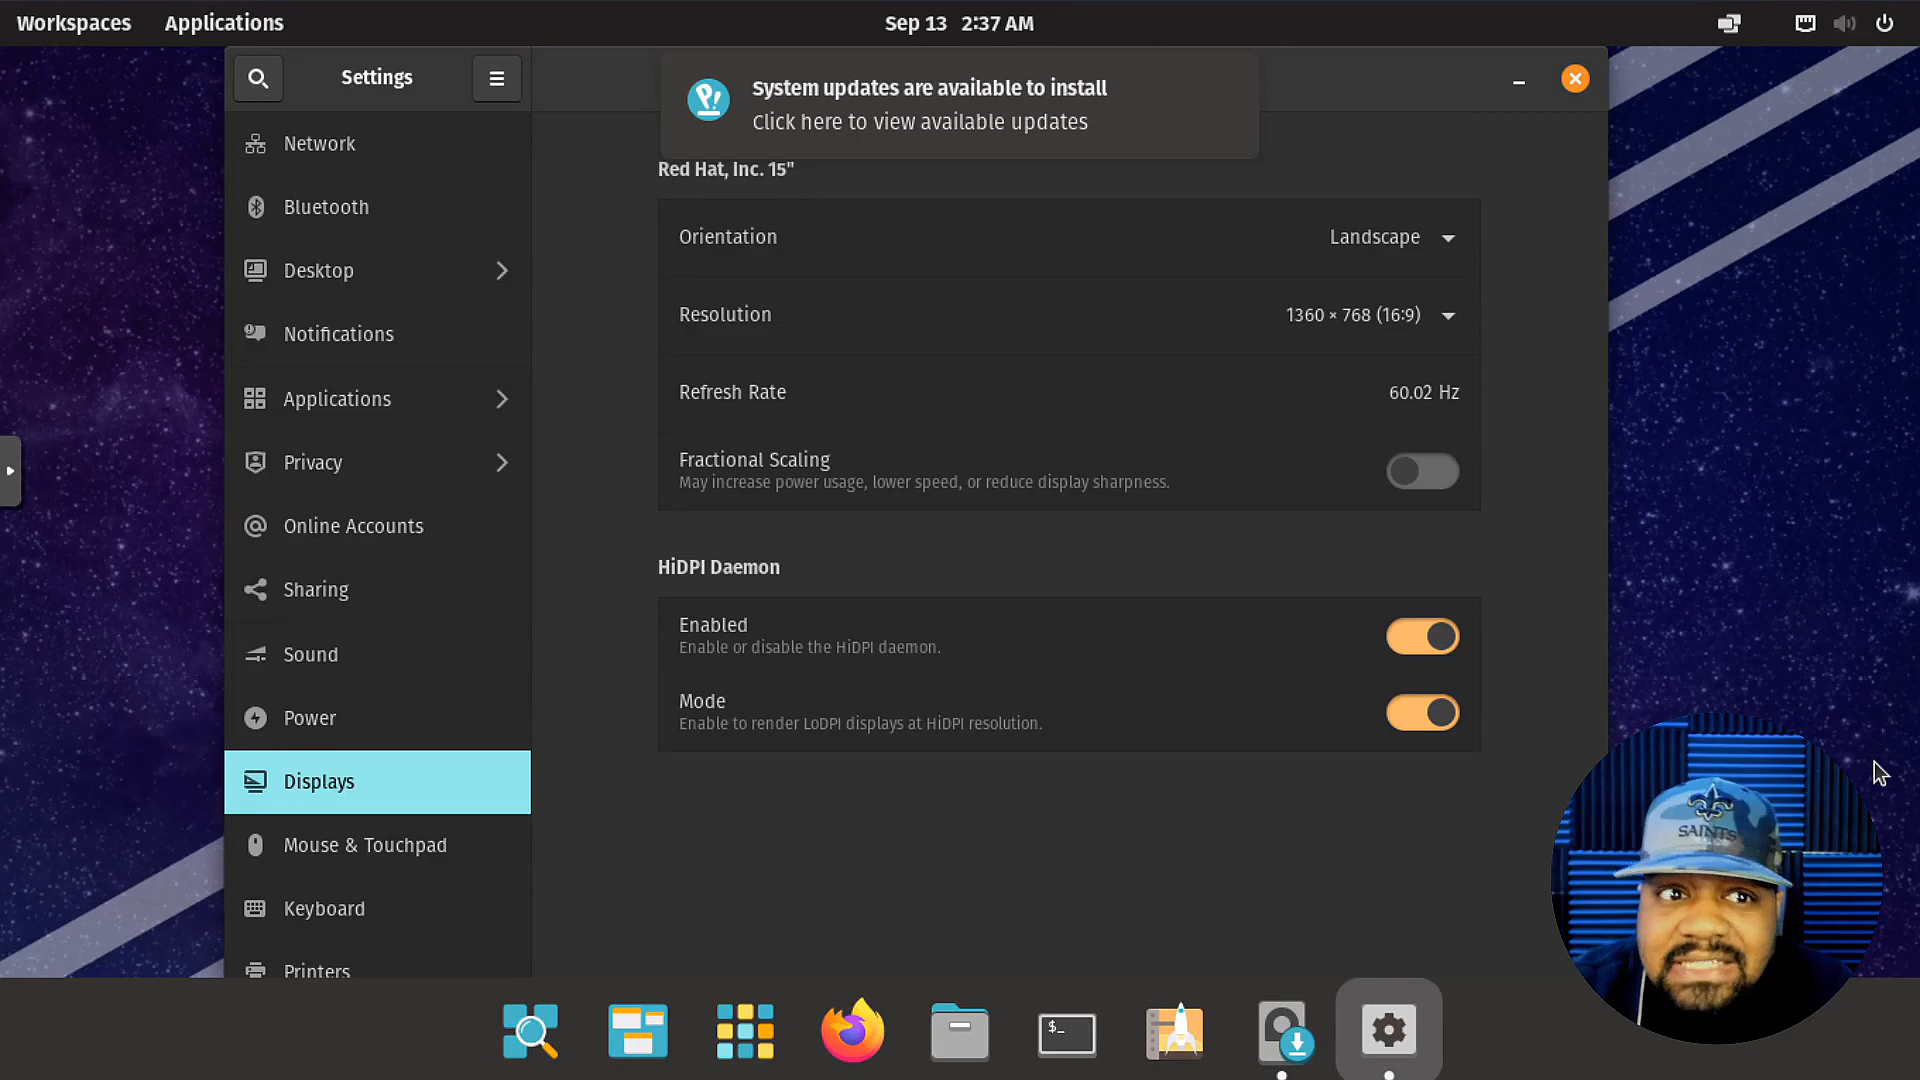 Workspaces Applications Sep 13 2:37 AM
Settings
System updates are available to install
Click here to view available updates
Network
Bluetooth
Desktop
Notifications
Applications
Privacy
Online Accounts
Sharing
Sound
Power
Displays
Mouse & Touchpad
Keyboard
Printers
Red Hat, Inc. 15"
Orientation Landscape
Resolution 1360 × 768 (16:9)
Refresh Rate 60.02 Hz
Fractional Scaling
May increase power usage, lower speed, or reduce display sharpness.
HiDPI Daemon
Enabled
Enable or disable the HiDPI daemon.
Mode
Enable to render LoDPI displays at HiDPI resolution.
SAINTS
$_